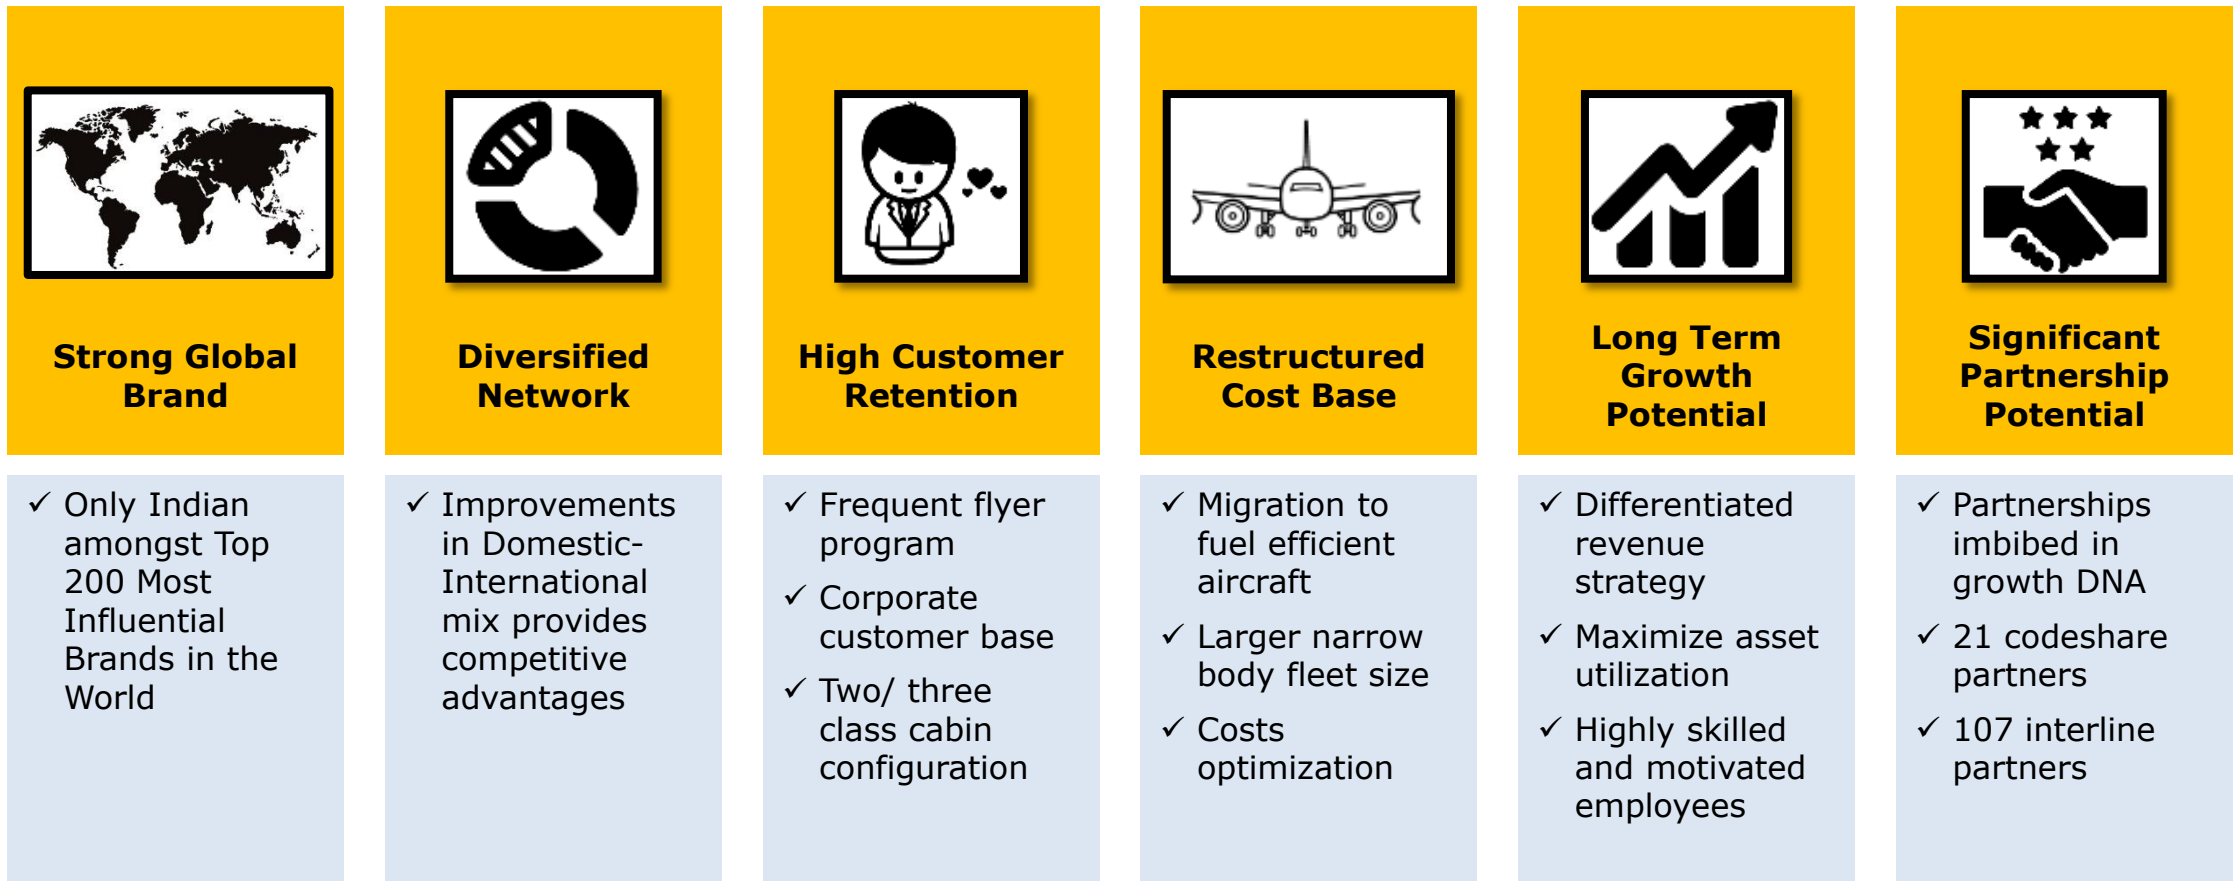 Strong Global
Brand
✓ Only Indian
amongst Top
200 Most
Influential
Brands in the
World
Diversified
Network
✓ Improvements
in Domestic-
International
mix provides
competitive
advantages
High Customer
Retention
✓ Frequent flyer
program
✓ Corporate
customer base
✓ Two/ three
class cabin
configuration
Restructured
Cost Base
✓ Migration to
fuel efficient
aircraft
✓ Larger narrow
body fleet size
✓ Costs
optimization
Long Term
Growth
Potential
✓ Differentiated
revenue
strategy
✓ Maximize asset
utilization
✓ Highly skilled
and motivated
employees
Significant
Partnership
Potential
✓ Partnerships
imbibed in
growth DNA
✓ 21 codeshare
partners
✓ 107 interline
partners